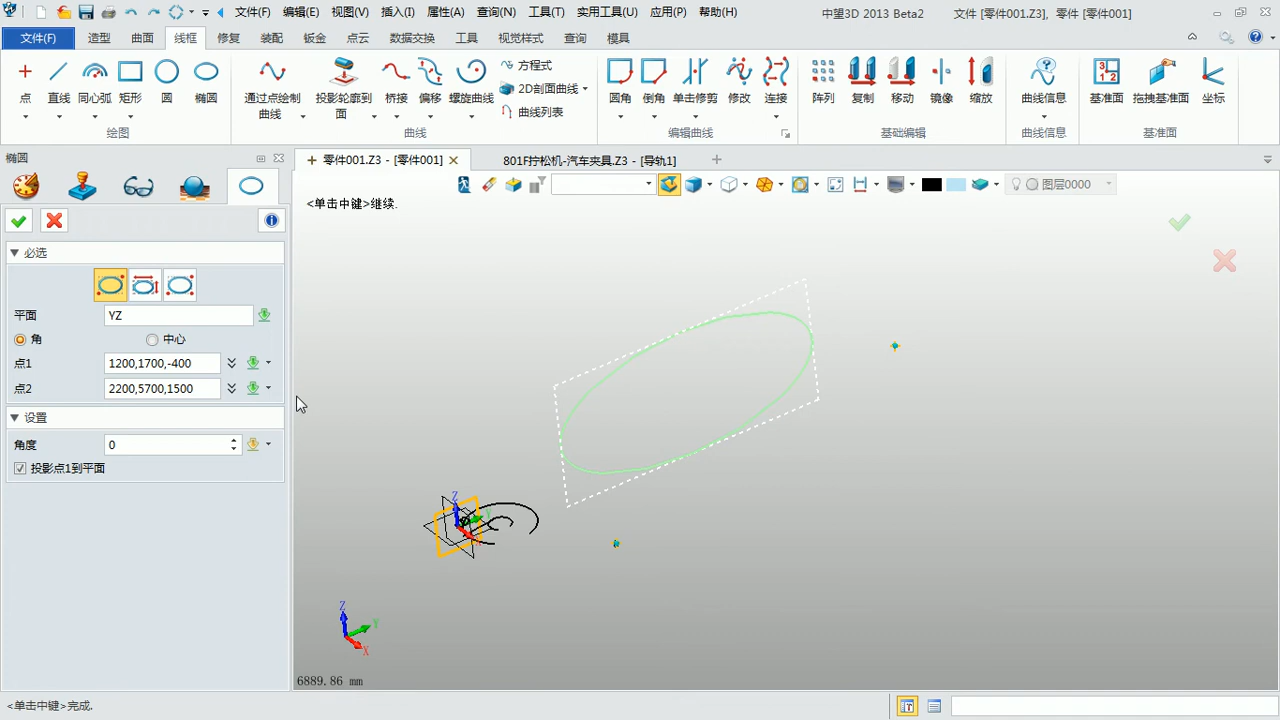 文件(F) 编辑(E) 视图(V) 插入(I) 属性(A) 查询(N) 工具(T) 实用工具(U) 应用(P) 帮助(H) 中望3D 2013 Beta2 文件 [零件001.Z3], 零件 [零件001]
文件(F) 造型 曲面 线框 修复 装配 钣金 点云 数据交换 工具 视觉样式 查询 模具
点 直线 同心弧 矩形 圆 椭圆
绘图
通过点绘制曲线 投影轮廓到面 桥接 偏移 螺旋曲线 方程式
2D剖面曲线
曲线列表
曲线
圆角 倒角 单击修剪 修改 连接
编辑曲线
阵列 复制 移动 镜像 缩放
基础编辑
曲线信息
曲线信息
基准面 拖拽基准面 坐标
基准面
椭圆
零件001.Z3 - [零件001]
801F拧松机-汽车夹具.Z3 - [导轨1]
图层0000
<单击中键>继续.
必选
平面 YZ
角 中心
点1 1200,1700,-400
点2 2200,5700,1500
设置
角度 0
投影点1到平面
Z
Z
Y
X
6889.86 mm
<单击中键>完成.